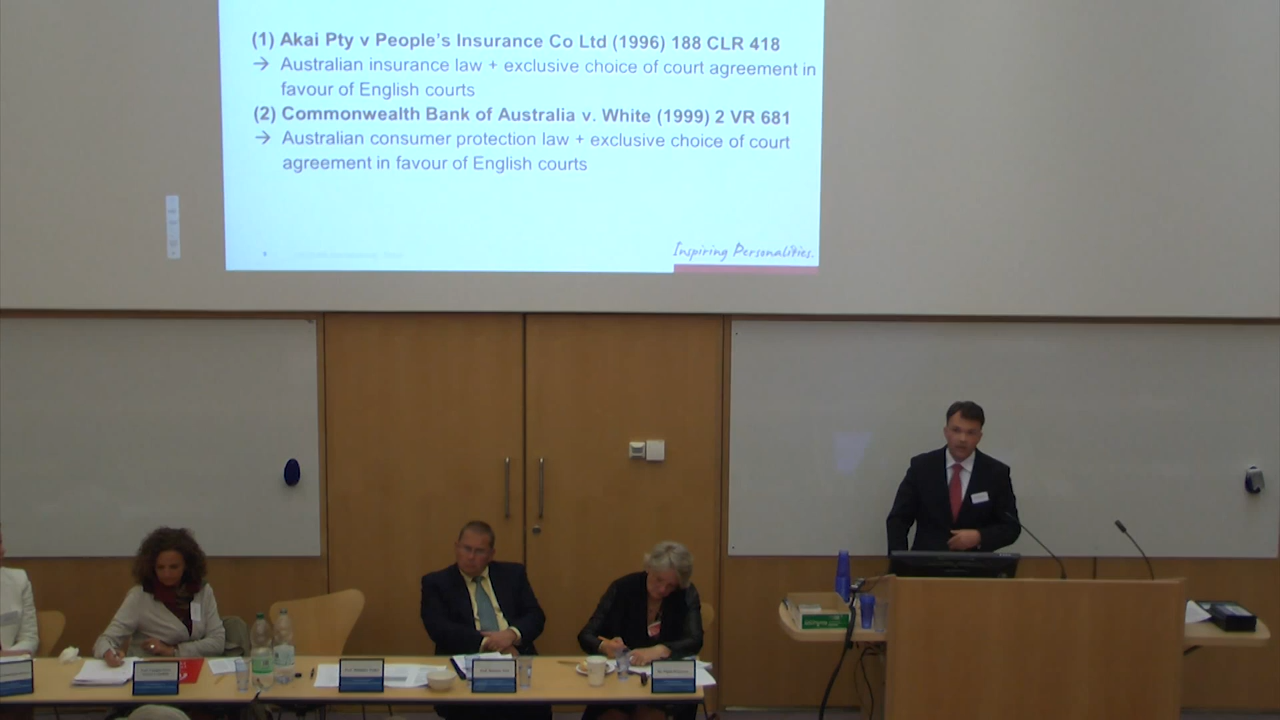 (1) Akai Pty v People's Insurance Co Ltd (1996) 188 CLR 418
→ Australian insurance law + exclusive choice of court agreement in
favour of English courts
(2) Commonwealth Bank of Australia v. White (1999) 2 VR 681
→ Australian consumer protection law + exclusive choice of court
agreement in favour of English courts
Inspiring Personalities.